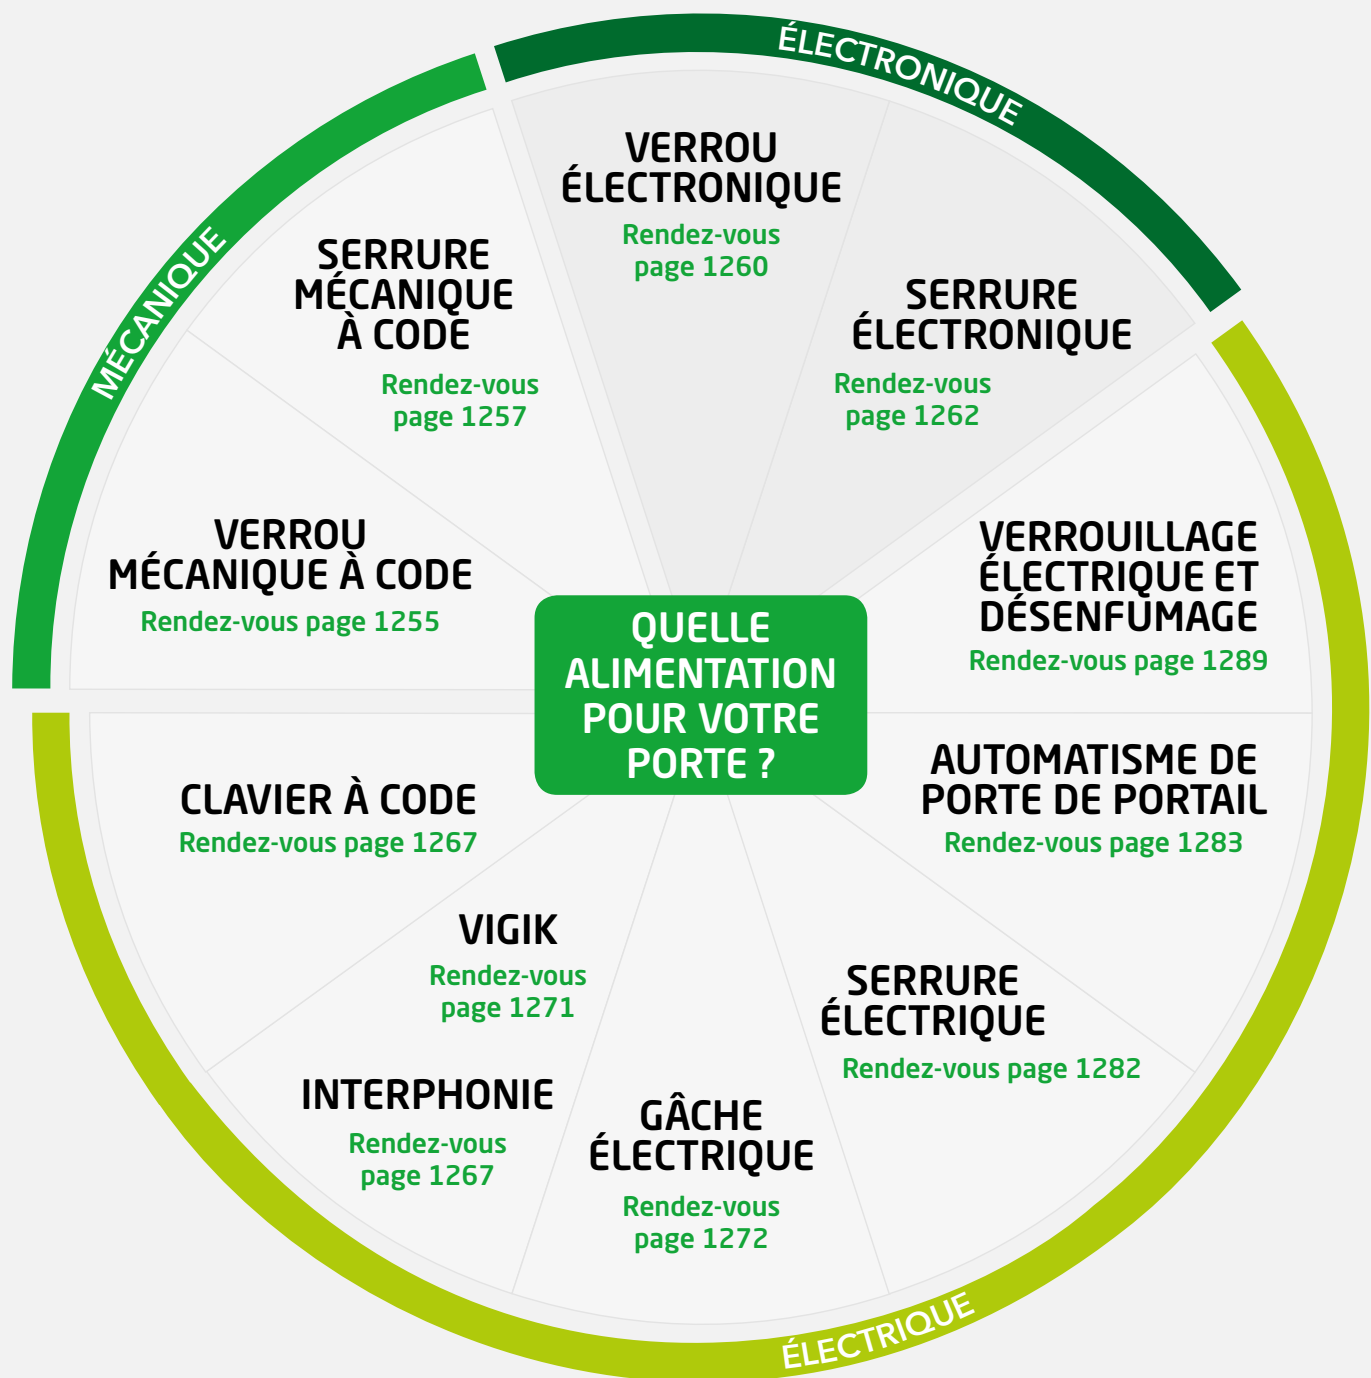 ÉLECTRONIQUE
VERROU
ÉLECTRONIQUE
Rendez-vous
page 1260
SERRURE
ÉLECTRONIQUE
Rendez-vous
page 1262
MÉCANIQUE
SERRURE
MÉCANIQUE
À CODE
Rendez-vous
page 1257
VERROU
MÉCANIQUE À CODE
Rendez-vous page 1255
VERROUILLAGE
ÉLECTRIQUE ET
DÉSENFUMAGE
Rendez-vous page 1289
QUELLE
ALIMENTATION
POUR VOTRE
PORTE ?
AUTOMATISME DE
PORTE DE PORTAIL
Rendez-vous page 1283
CLAVIER À CODE
Rendez-vous page 1267
VIGIK
Rendez-vous
page 1271
SERRURE
ÉLECTRIQUE
Rendez-vous page 1282
INTERPHONIE
Rendez-vous
page 1267
GÂCHE
ÉLECTRIQUE
Rendez-vous
page 1272
ÉLECTRIQUE